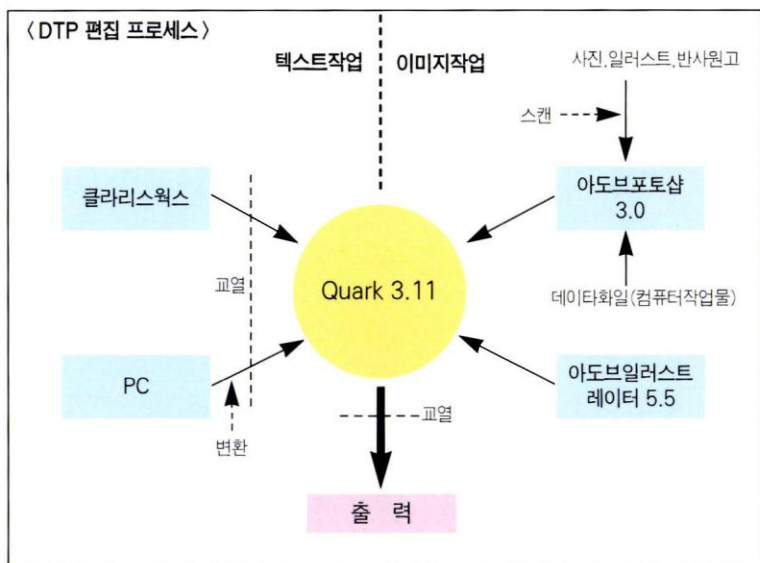 〈DTP 편집 프로세스〉
텍스트작업
이미지작업
사진,일러스트,반사원고
스캔
클라리스웍스
아도브포토샵
3.0
교열
Quark 3.11
데이타화일(컴퓨터작업물)
PC
아도브일러스트
레이터 5.5
변환
교열
출 력